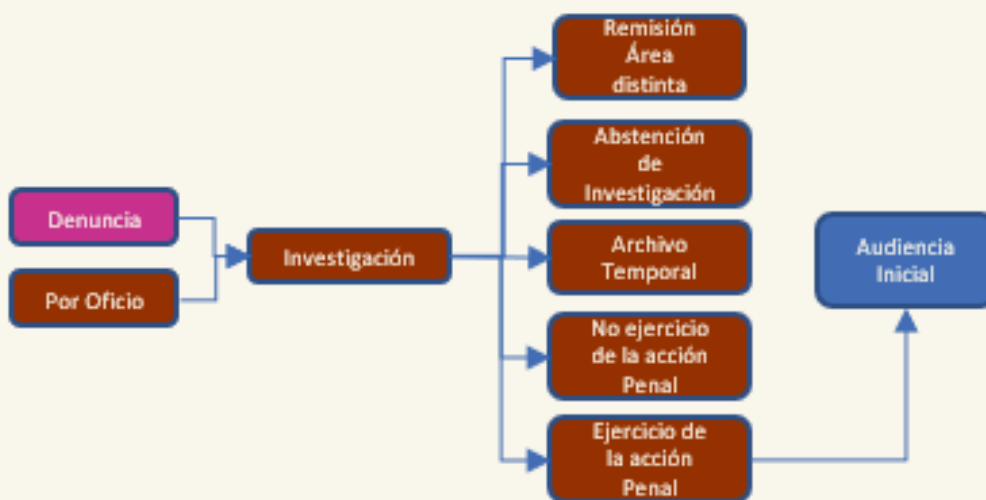 Denuncia
Por Oficio
Investigación
Remisión
Área
distinta
Abstención
de
Investigación
Archivo
Temporal
No ejercicio
de la acción
Penal
Ejercicio de
la acción
Penal
Audiencia
Inicial